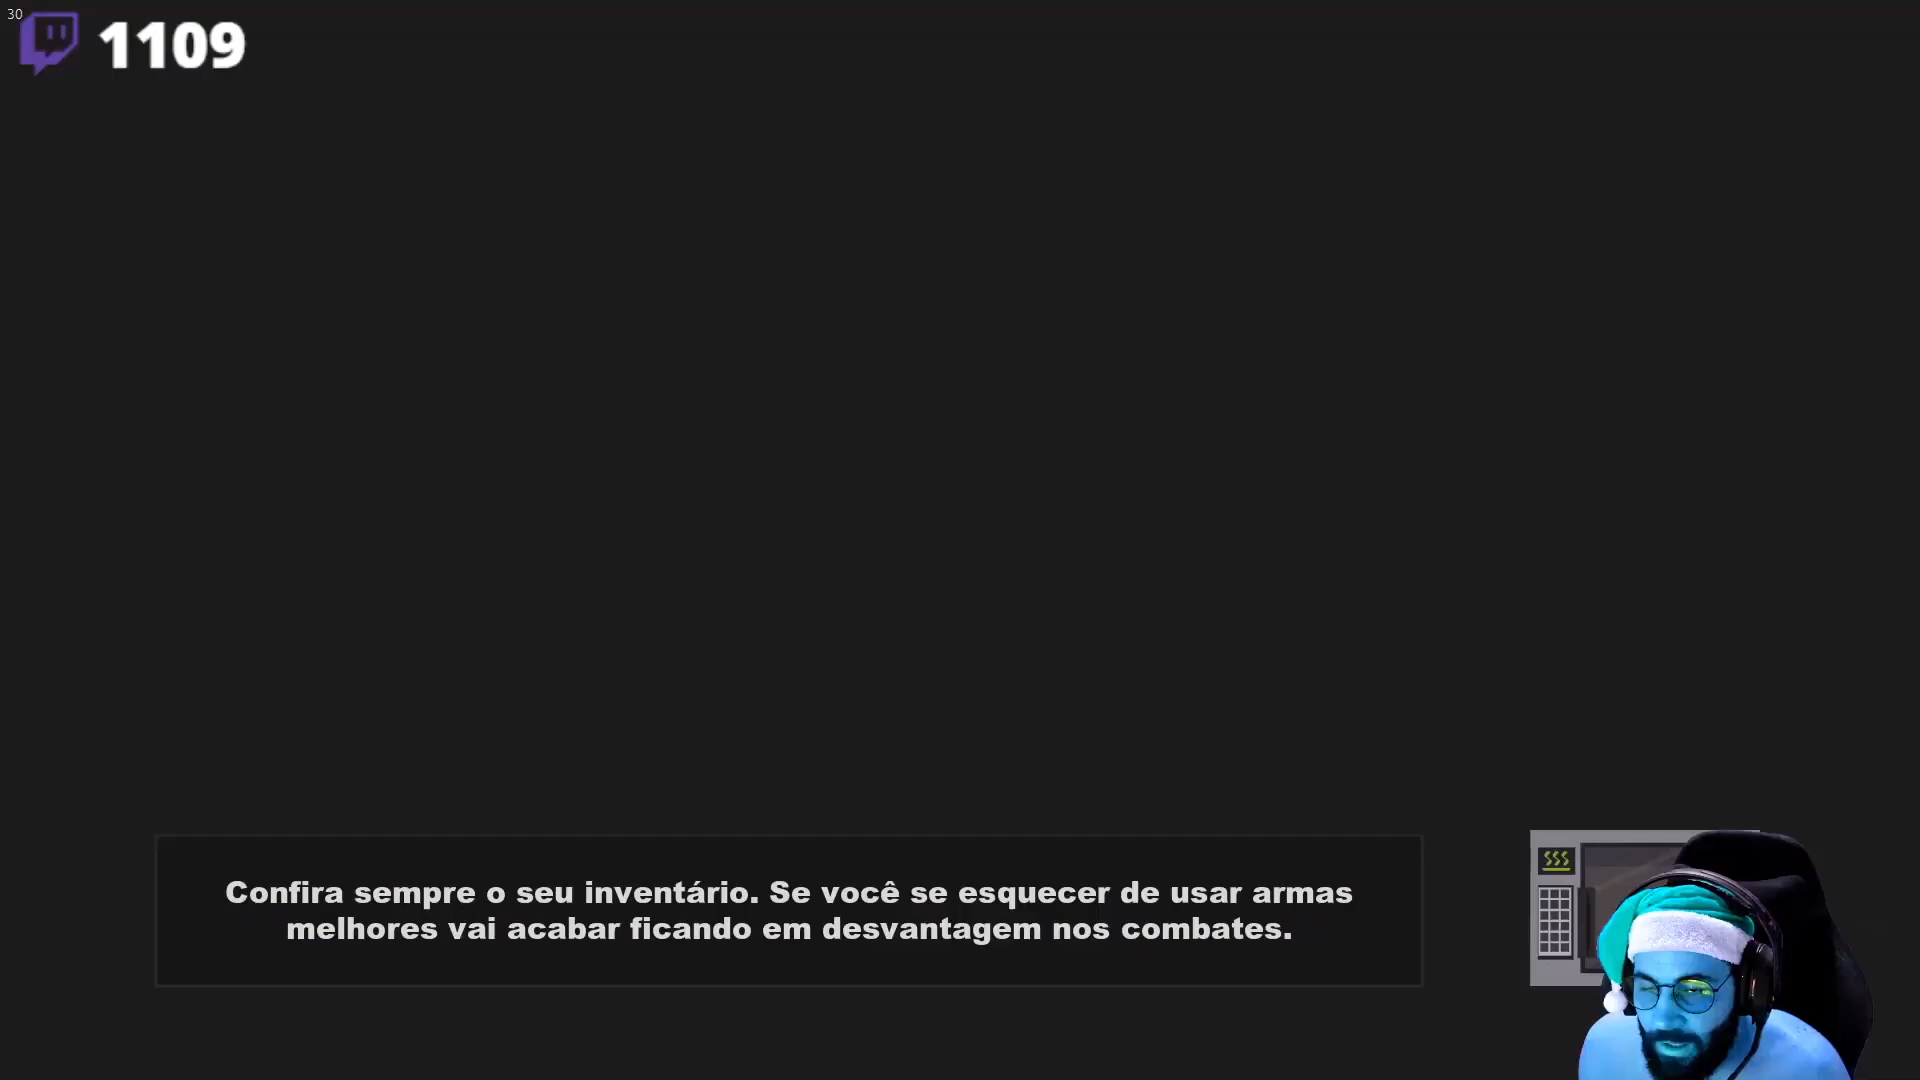 30
1109
Confira sempre o seu inventário. Se você se esquecer de usar armas
melhores vai acabar ficando em desvantagem nos combates.